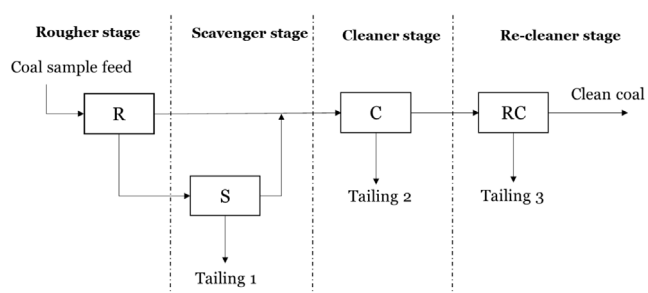 Rougher stage
Scavenger stage
Cleaner stage
Re-cleaner stage
Coal sample feed
Clean coal
R
C
RC
S
Tailing 2
Tailing 3
Tailing 1